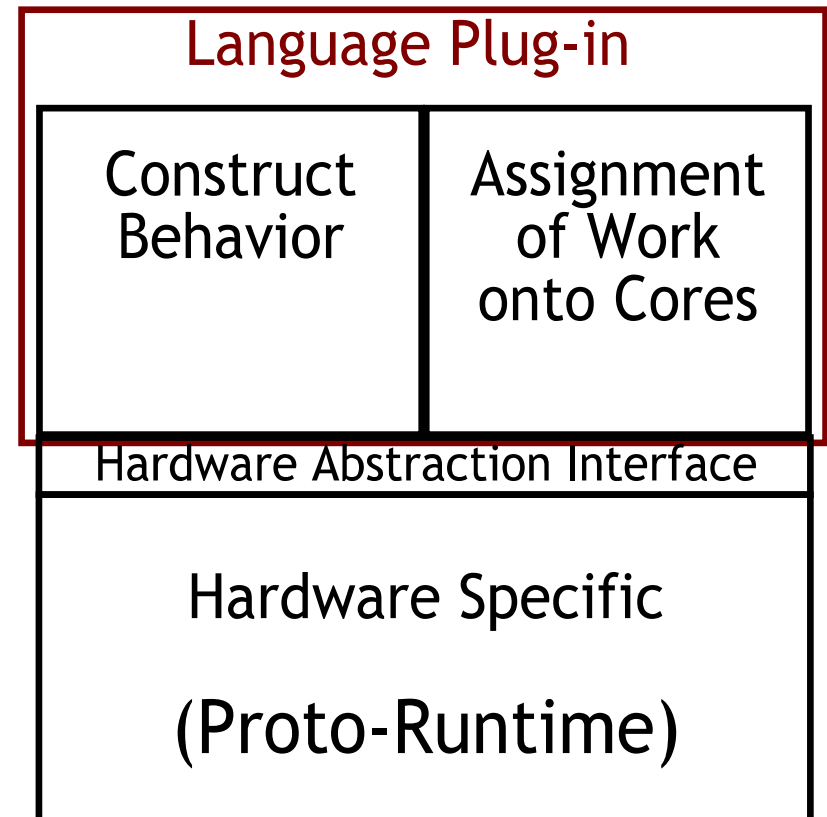 Language Plug-in
Construct
Behavior
Assignment
of Work
onto Cores
Hardware Abstraction Interface
Hardware Specific
(Proto-Runtime)